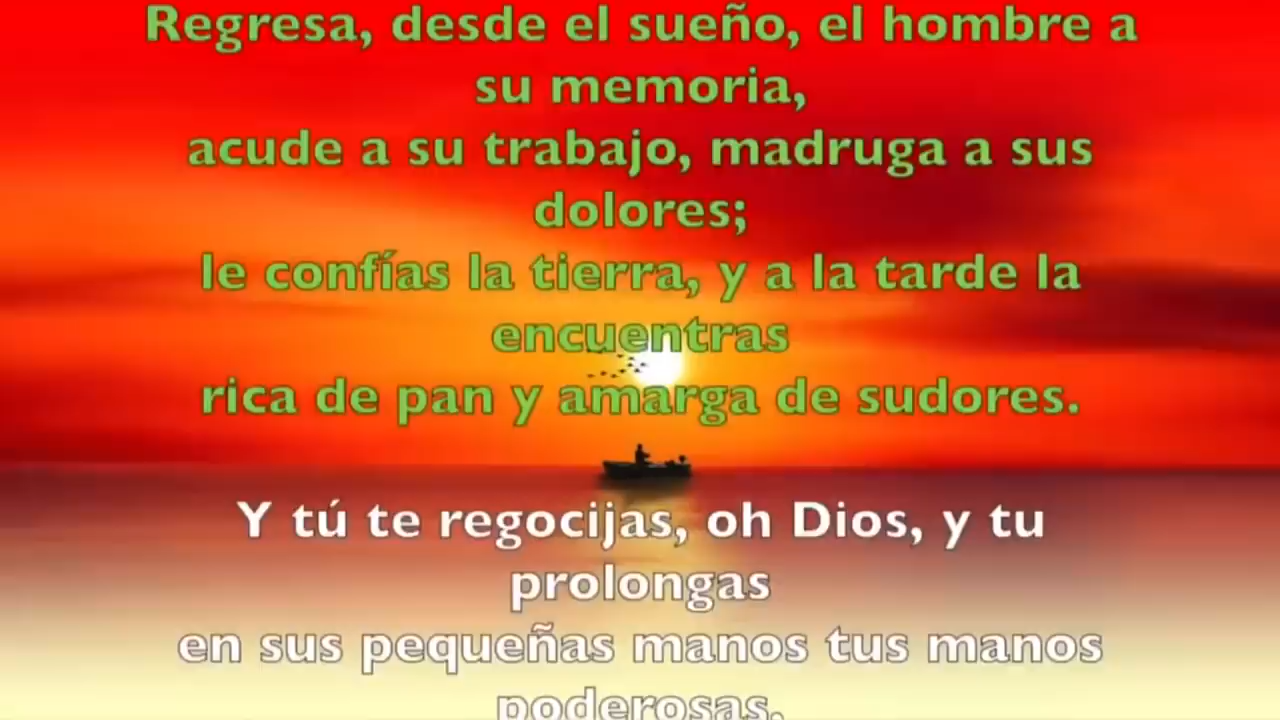 Regresa, desde el sueño, el hombre a
su memoria,
acude a su trabajo, madruga a sus
dolores;
le confías la tierra, y a la tarde la
encuentras
rica de pan y amarga de sudores.
Y tú te regocijas, oh Dios, y tu
prolongas
en sus pequeñas manos tus manos
poderosas,